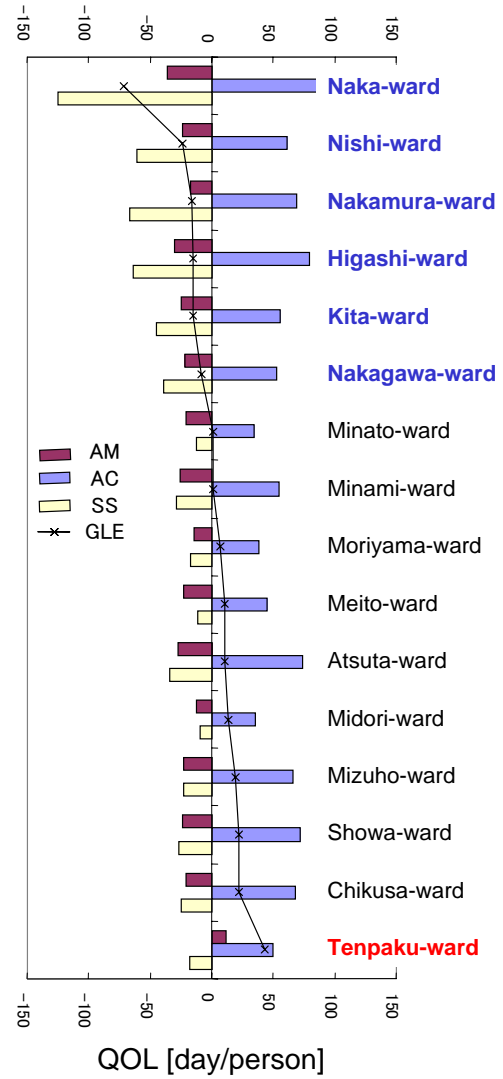 -150
-100
-50
0
50
100
150
Naka-ward
Nishi-ward
Nakamura-ward
Higashi-ward
Kita-ward
Nakagawa-ward
Minato-ward
Minami-ward
Moriyama-ward
Meito-ward
Atsuta-ward
Midori-ward
Mizuho-ward
Showa-ward
Chikusa-ward
Tenpaku-ward
AM
AC
SS
GLE
-150
-100
-50
0
50
100
150
QOL [day/person]